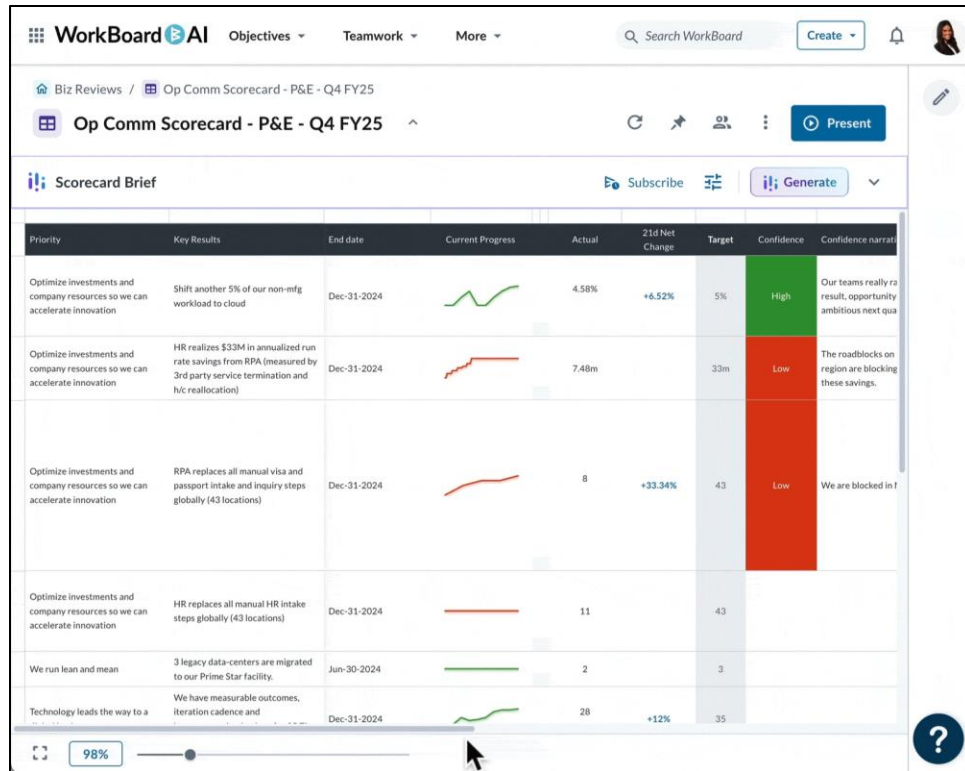 WorkBoard AI
Objectives
Teamwork
More
Search WorkBoard
Create
Biz Reviews / Op Comm Scorecard - P&E - Q4 FY25
Op Comm Scorecard - P&E - Q4 FY25
Present
Scorecard Brief
Subscribe
Generate
Priority
Key Results
End date
Current Progress
Actual
21d Net
Change
Target
Confidence
Confidence narrati
Optimize investments and
company resources so we can
accelerate innovation
Shift another 5% of our non-mfg
workload to cloud
Dec-31-2024
4.58%
+6.52%
5%
High
Our teams really ra
result, opportunity
ambitious next qua
Optimize investments and
company resources so we can
accelerate innovation
HR realizes $33M in annualized run
rate savings from RPA (measured by
3rd party service termination and
h/c reallocation)
Dec-31-2024
7.48m
33m
Low
The roadblocks on
region are blocking
these savings.
Optimize investments and
company resources so we can
accelerate innovation
RPA replaces all manual visa and
passport intake and inquiry steps
globally (43 locations)
Dec-31-2024
8
+33.34%
43
Low
We are blocked in
Optimize investments and
company resources so we can
accelerate innovation
HR replaces all manual HR intake
steps globally (43 locations)
Dec-31-2024
11
43
We run lean and mean
3 legacy data-centers are migrated
to our Prime Star facility.
Jun-30-2024
2
3
Technology leads the way to a
We have measurable outcomes,
iteration cadence and
Dec-31-2024
28
+12%
35
98%
?